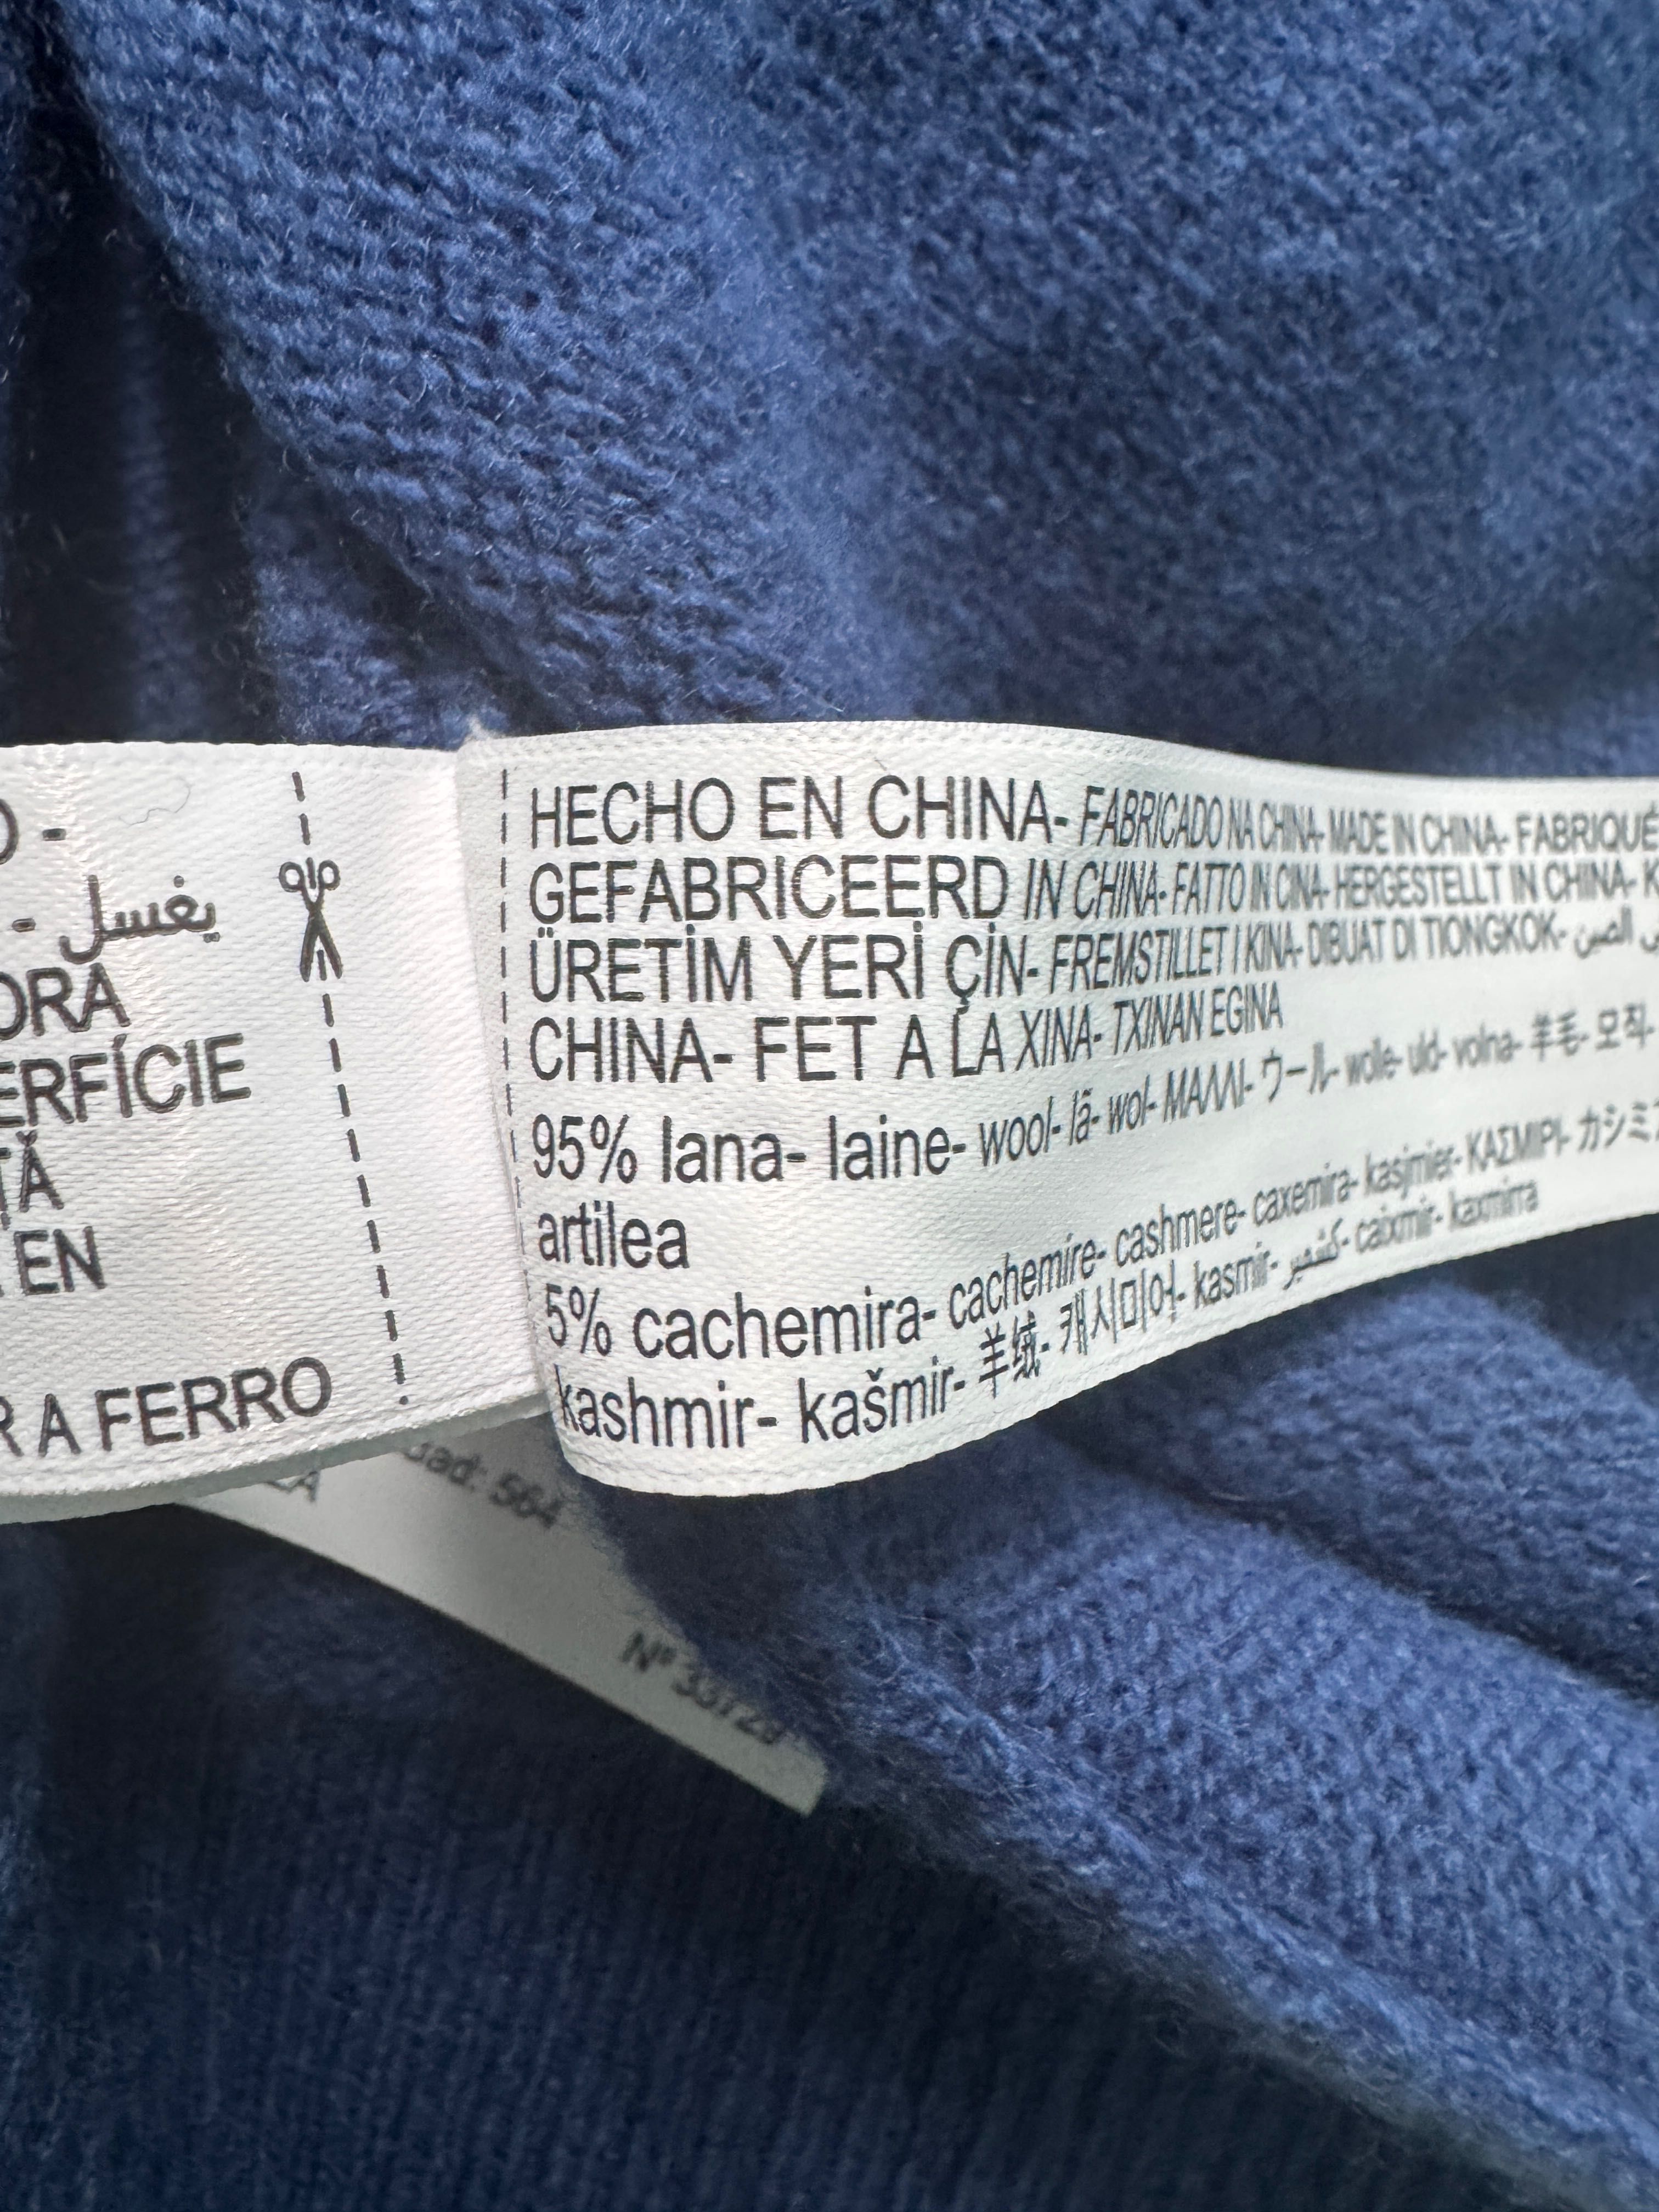 O -
- يغسل
ORA
ERFÍCIE
TĂ
EN
R A FERRO
HECHO EN CHINA- FABRICADO NA CHINA- MADE IN CHINA- FABRIQUÉ
GEFABRICEERD IN CHINA- FATTO IN CINA- HERGESTELLT IN CHINA- K
ÜRETİM YERİ ÇİN- FREMSTILLET I KINA- DIBUAT DI TIONGKOK- الصين
CHINA- FET A LA XINA- TXINAN EGINA
95% lana- laine- wool- lã- wol- ΜΑΛΛΙ- ウール- wolle- uld- volna- 羊毛- 모직-
artilea
5% cachemira- cachemire- cashmere- caxemira- kasjmier- ΚΑΣΜΙΡΙ- カシミ
kashmir- kašmir- 羊绒- 캐시미어- kasmir- كشمير- caixmir- kaxmirra
dad: 564
Nº 33729